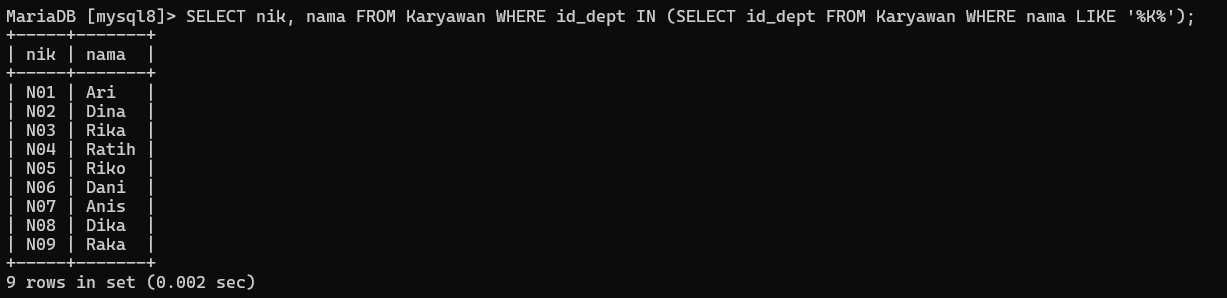 MariaDB [mysql8]> SELECT nik, nama FROM Karyawan WHERE id_dept IN (SELECT id_dept FROM Karyawan WHERE nama LIKE '%K%');
+-----+-------+
| nik | nama  |
+-----+-------+
| N01 | Ari   |
| N02 | Dina  |
| N03 | Rika  |
| N04 | Ratih |
| N05 | Riko  |
| N06 | Dani  |
| N07 | Anis  |
| N08 | Dika  |
| N09 | Raka  |
+-----+-------+
9 rows in set (0.002 sec)